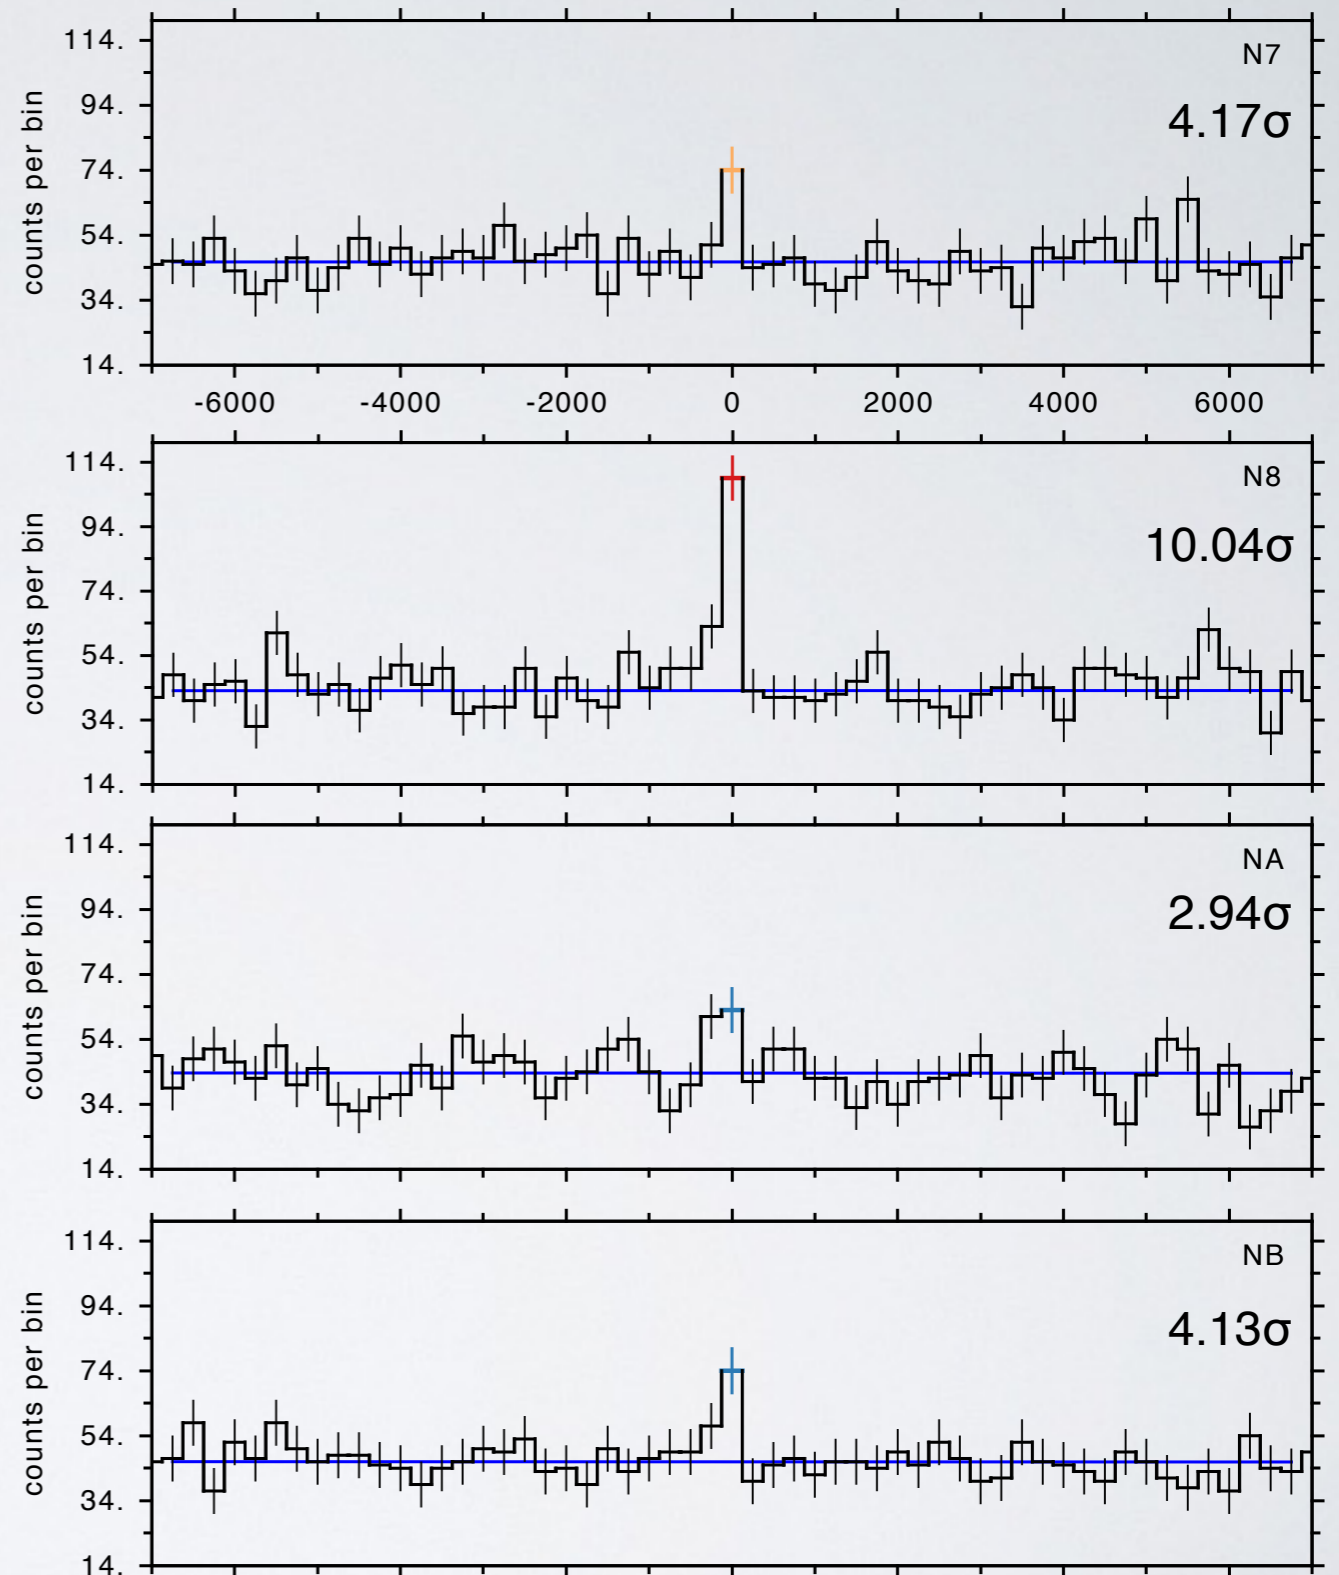 N7
4.17σ
counts per bin
114.
94.
74.
54.
34.
14.
-6000 -4000 -2000 0 2000 4000 6000
N8
10.04σ
counts per bin
114.
94.
74.
54.
34.
14.
NA
2.94σ
counts per bin
114.
94.
74.
54.
34.
14.
NB
4.13σ
counts per bin
114.
94.
74.
54.
34.
14.